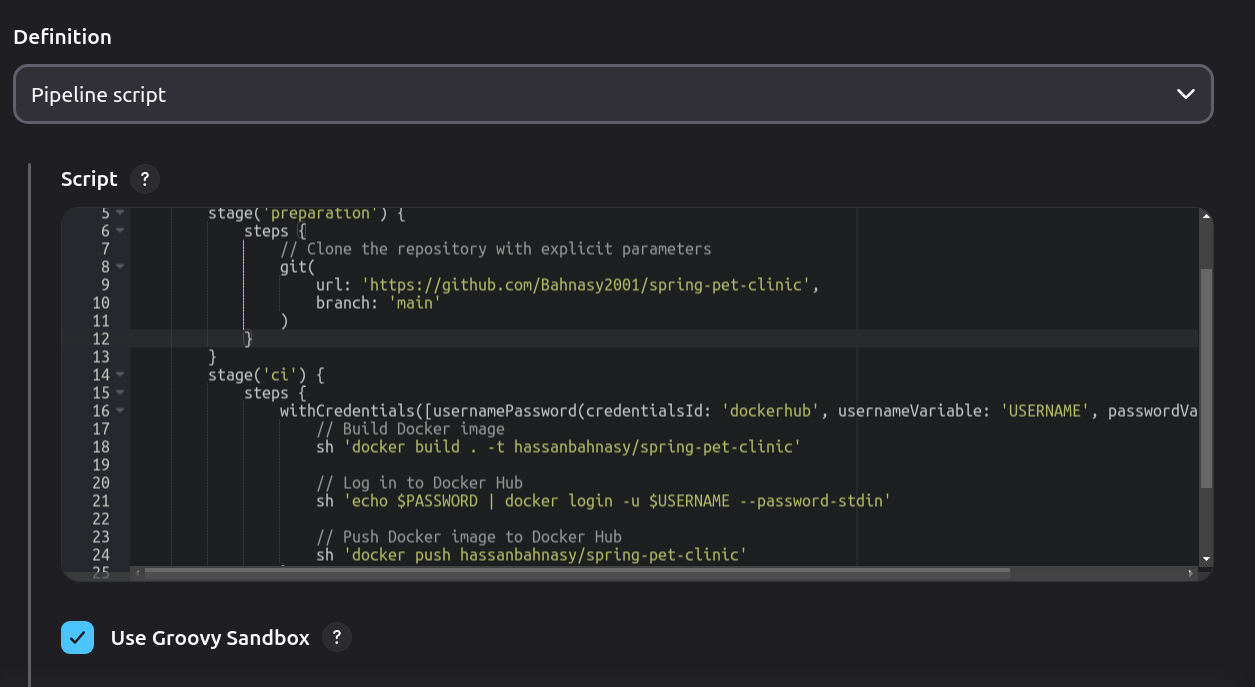 Definition
Pipeline script
Script ?
5 stage('preparation') {
6 steps {
7 // Clone the repository with explicit parameters
8 git(
9 url: 'https://github.com/Bahnasy2001/spring-pet-clinic',
10 branch: 'main'
11 )
12 }
13 }
14 stage('ci') {
15 steps {
16 withCredentials([usernamePassword(credentialsId: 'dockerhub', usernameVariable: 'USERNAME', passwordVa
17 // Build Docker image
18 sh 'docker build . -t hassanbahnasy/spring-pet-clinic'
19
20 // Log in to Docker Hub
21 sh 'echo $PASSWORD | docker login -u $USERNAME --password-stdin'
22
23 // Push Docker image to Docker Hub
24 sh 'docker push hassanbahnasy/spring-pet-clinic'
25
Use Groovy Sandbox ?